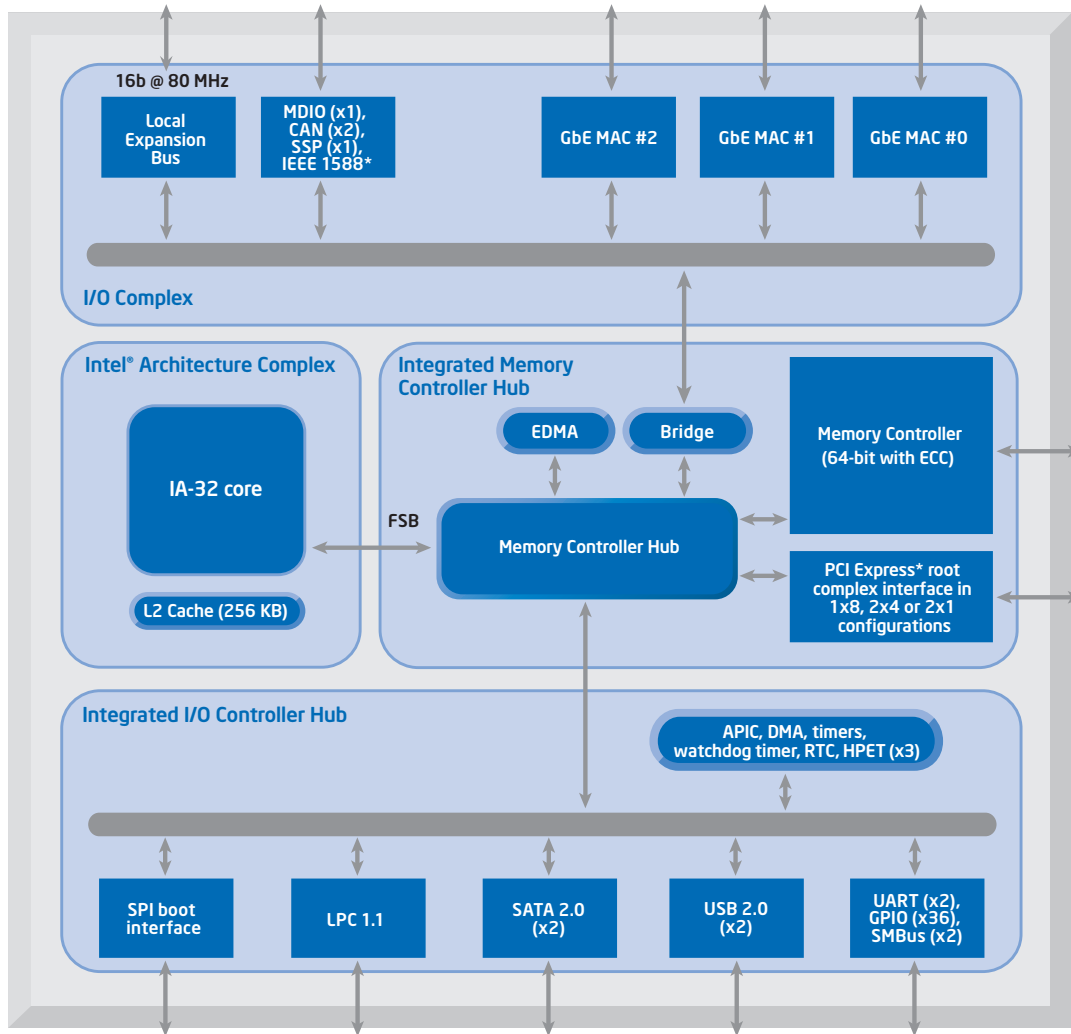 16b @ 80 MHz
Local
Expansion
Bus
MDIO (x1),
CAN (x2),
SSP (x1),
IEEE 1588*
GbE MAC #2
GbE MAC #1
GbE MAC #0
I/O Complex
Intel® Architecture Complex
IA-32 core
L2 Cache (256 KB)
FSB
Integrated Memory
Controller Hub
EDMA
Bridge
Memory Controller Hub
Memory Controller
(64-bit with ECC)
PCI Express* root
complex interface in
1x8, 2x4 or 2x1
configurations
Integrated I/O Controller Hub
APIC, DMA, timers,
watchdog timer, RTC, HPET (x3)
SPI boot
interface
LPC 1.1
SATA 2.0
(x2)
USB 2.0
(x2)
UART (x2),
GPIO (x36),
SMBus (x2)